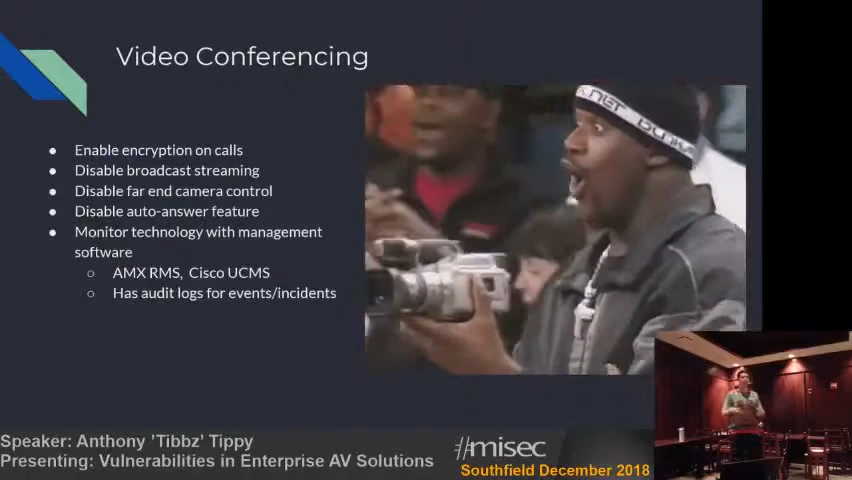 Video Conferencing
● Enable encryption on calls
● Disable broadcast streaming
● Disable far end camera control
● Disable auto-answer feature
● Monitor technology with management
software
○ AMX RMS, Cisco UCMS
○ Has audit logs for events/incidents
Speaker: Anthony 'Tibbz' Tippy
Presenting: Vulnerabilities in Enterprise AV Solutions
//misec
Southfield December 2018